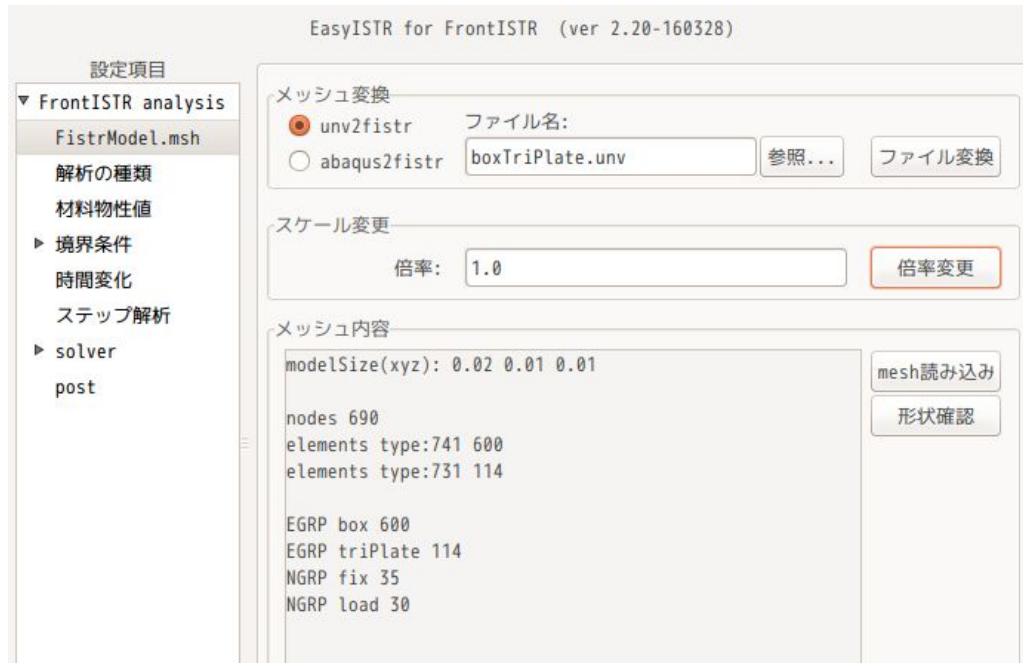 EasyISTR for FrontISTR (ver 2.20-160328)
設定項目
FrontISTR analysis
FistrModel.msh
解析の種類
材料物性値
境界条件
時間変化
ステップ解析
solver
post
メッシュ変換
unv2fistr
ファイル名:
abaqus2fistr
boxTriPlate.unv
参照...
ファイル変換
スケール変更
倍率:
1.0
倍率変更
メッシュ内容
modelSize(xyz): 0.02 0.01 0.01
nodes 690
elements type:741 600
elements type:731 114
EGRP box 600
EGRP triPlate 114
NGRP fix 35
NGRP load 30
mesh読み込み
形状確認